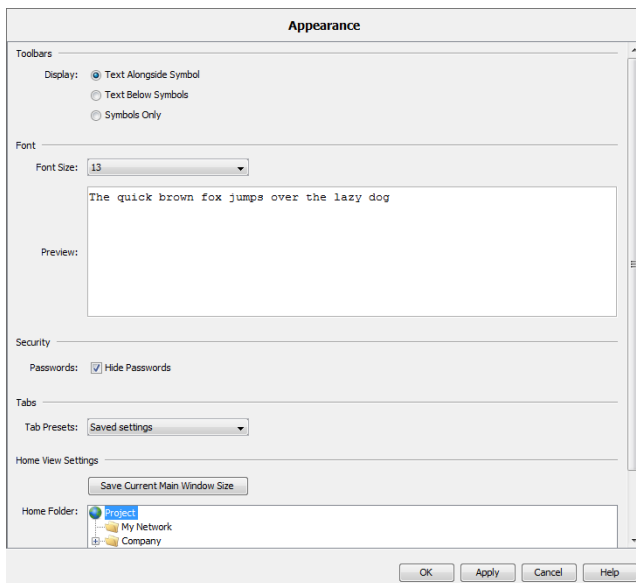 Appearance
Toolbars
Display: Text Alongside Symbol
Text Below Symbols
Symbols Only
Font
Font Size: 13
The quick brown fox jumps over the lazy dog
Preview:
Security
Passwords: Hide Passwords
Tabs
Tab Presets: Saved settings
Home View Settings
Save Current Main Window Size
Home Folder: Project
My Network
Company
OK Apply Cancel Help